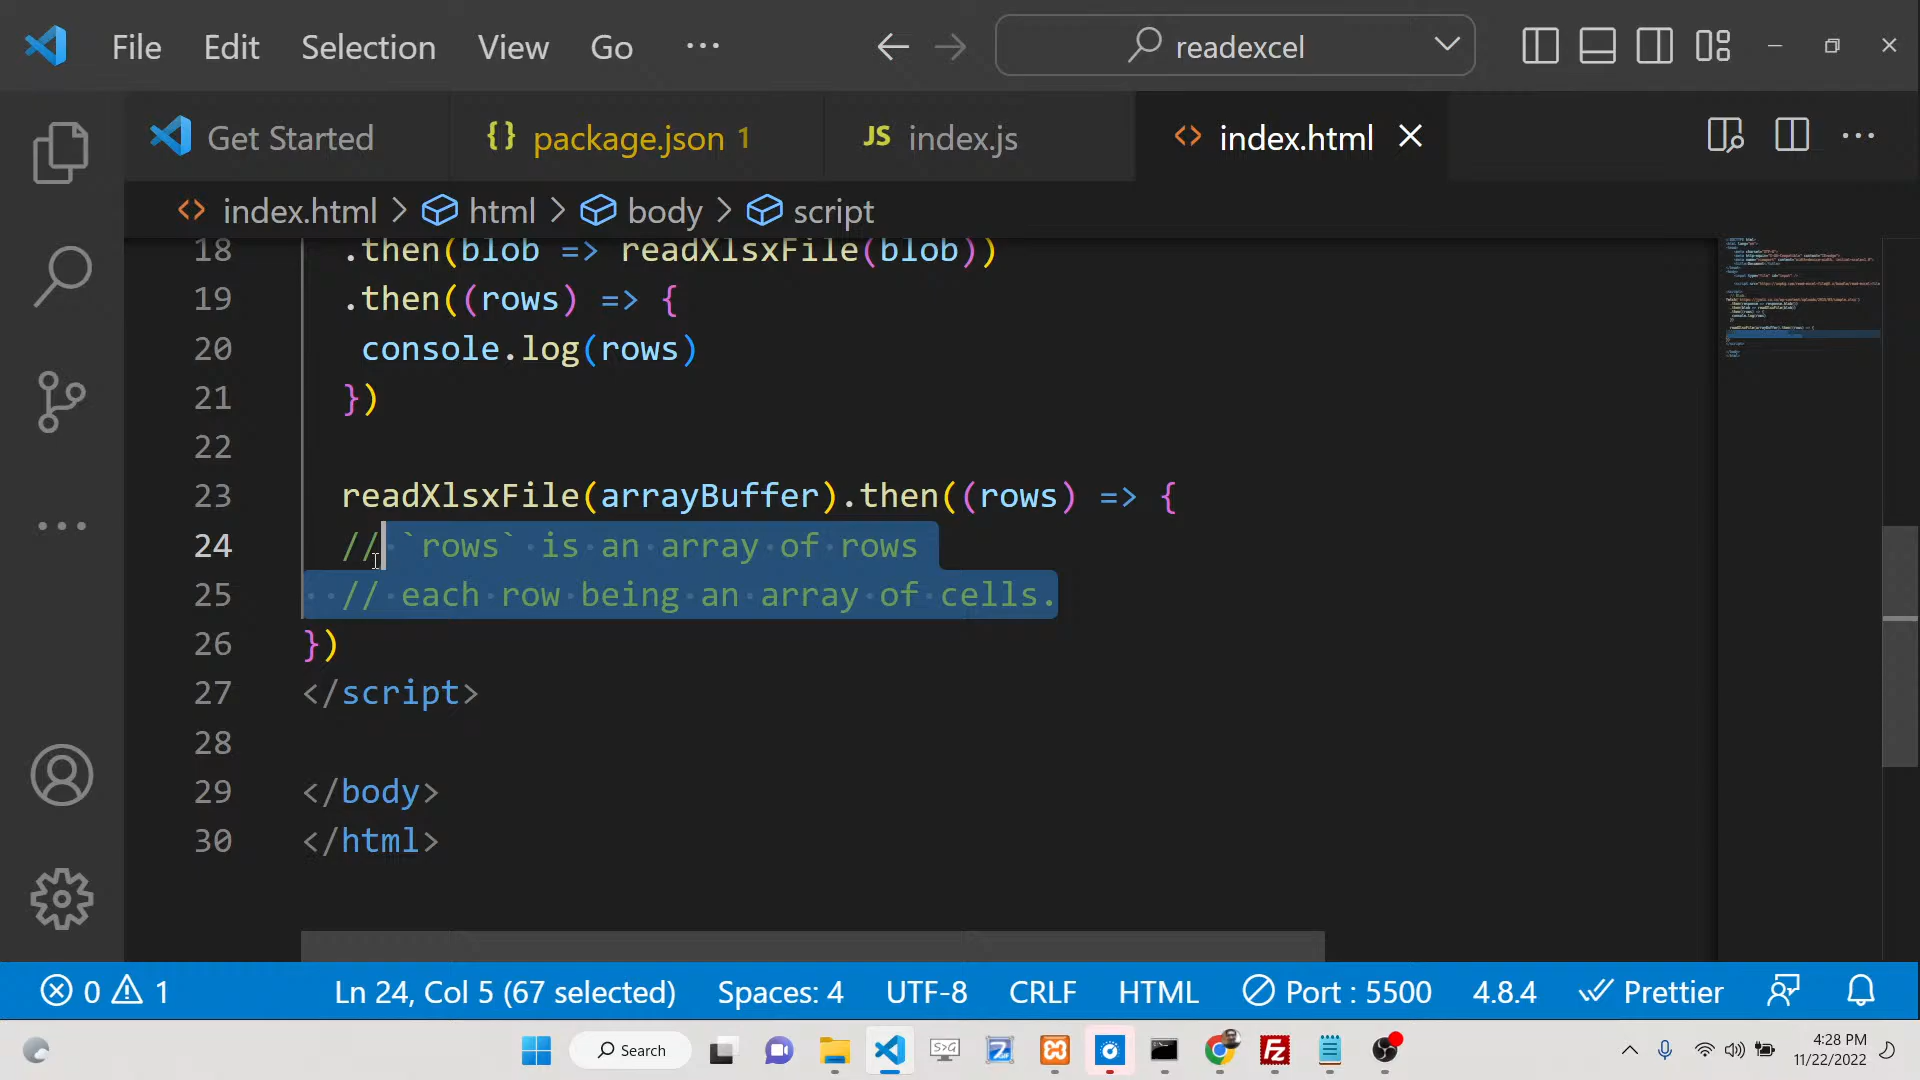 File Edit Selection View Go ··· readexcel
Get Started {} package.json 1 JS index.js <> index.html
<> index.html > html > body > script
18 .then(blob => readXlsxFile(blob))
19 .then((rows) => {
20 console.log(rows)
21 })
22
23 readXlsxFile(arrayBuffer).then((rows) => {
24 // `rows` is an array of rows
25 // each row being an array of cells.
26 })
27 </script>
28
29 </body>
30 </html>
0 1 Ln 24, Col 5 (67 selected) Spaces: 4 UTF-8 CRLF HTML Port : 5500 4.8.4 Prettier
Search 4:28 PM
11/22/2022